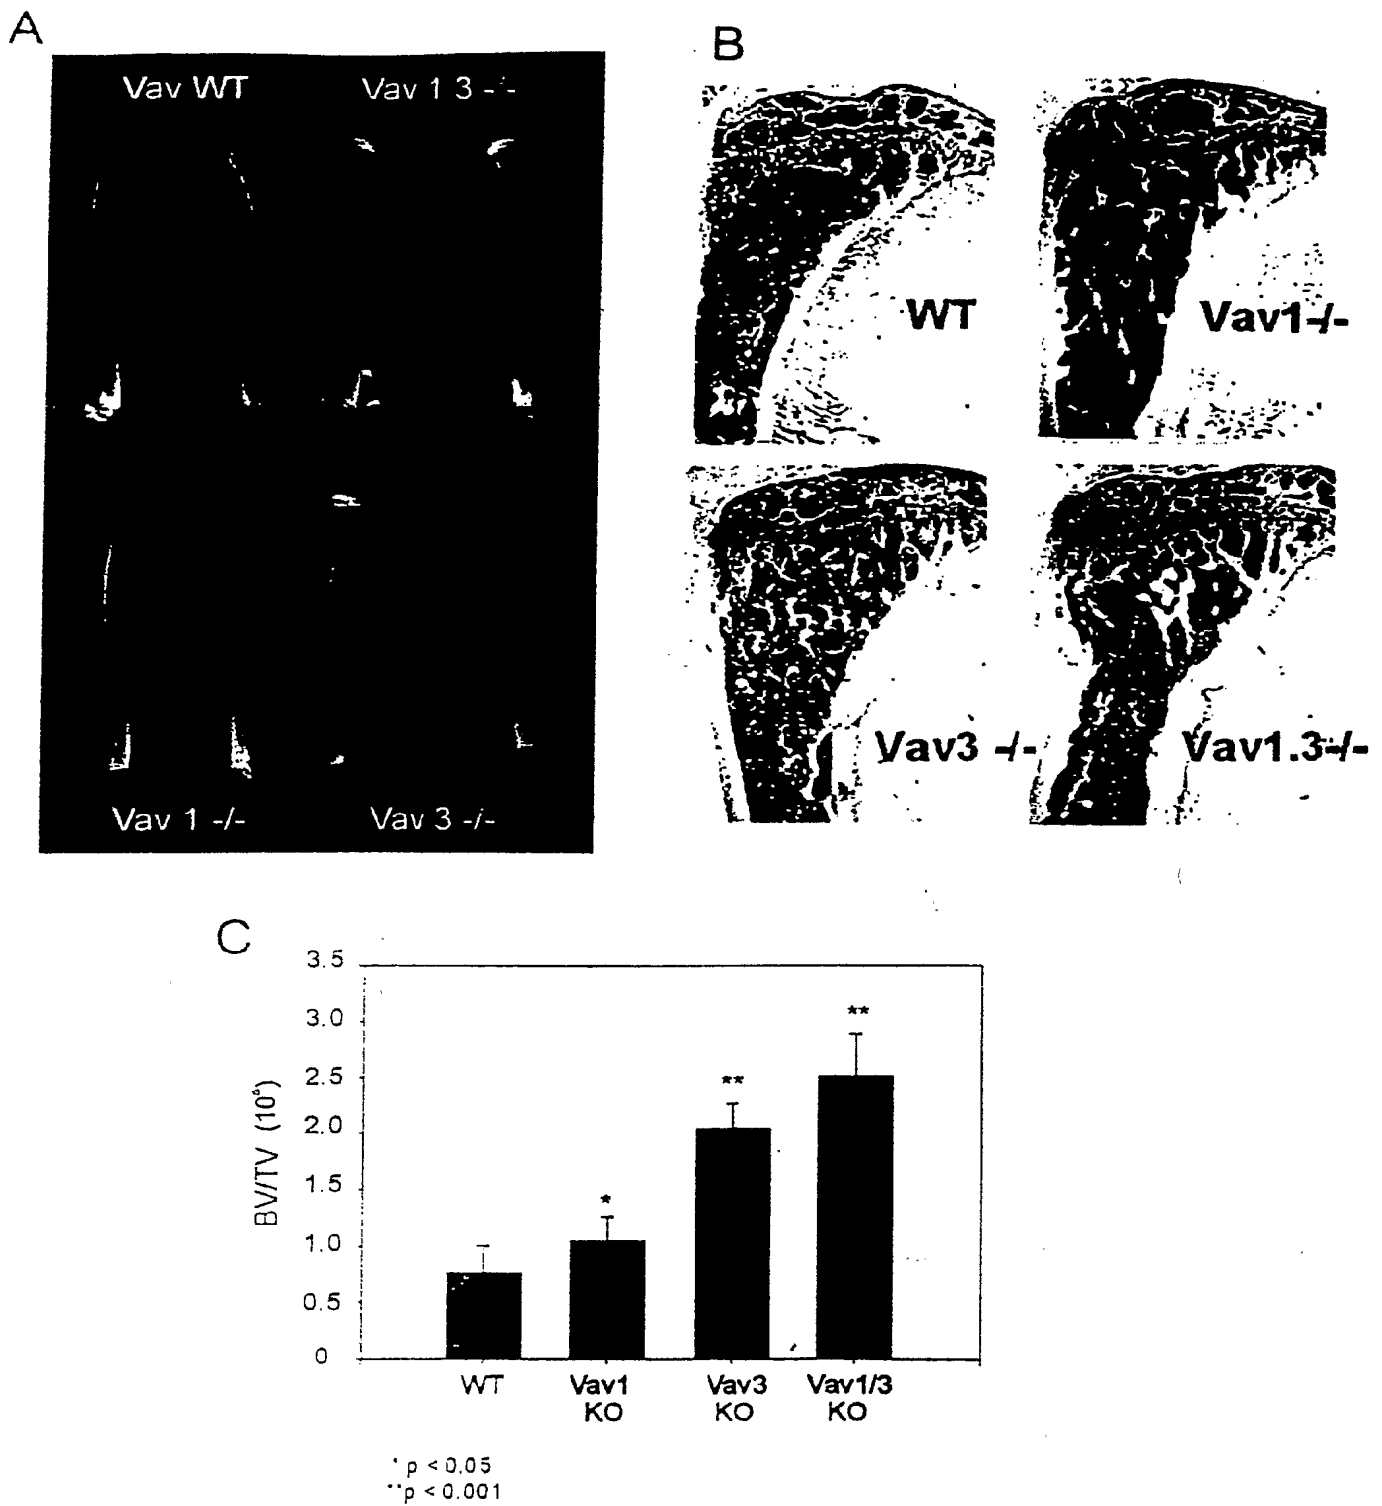 A
Vav WT
Vav 1 3 -/-
Vav 1 -/-
Vav 3 -/-
B
WT
Vav1-/-
Vav3 -/-
Vav1.3-/-
C
3.5
3.0
2.5
2.0
1.5
1.0
0.5
0
BV/TV
*
**
**
WT
Vav1 KO
Vav3 KO
Vav1/3 KO
* p < 0.05
**p < 0.001